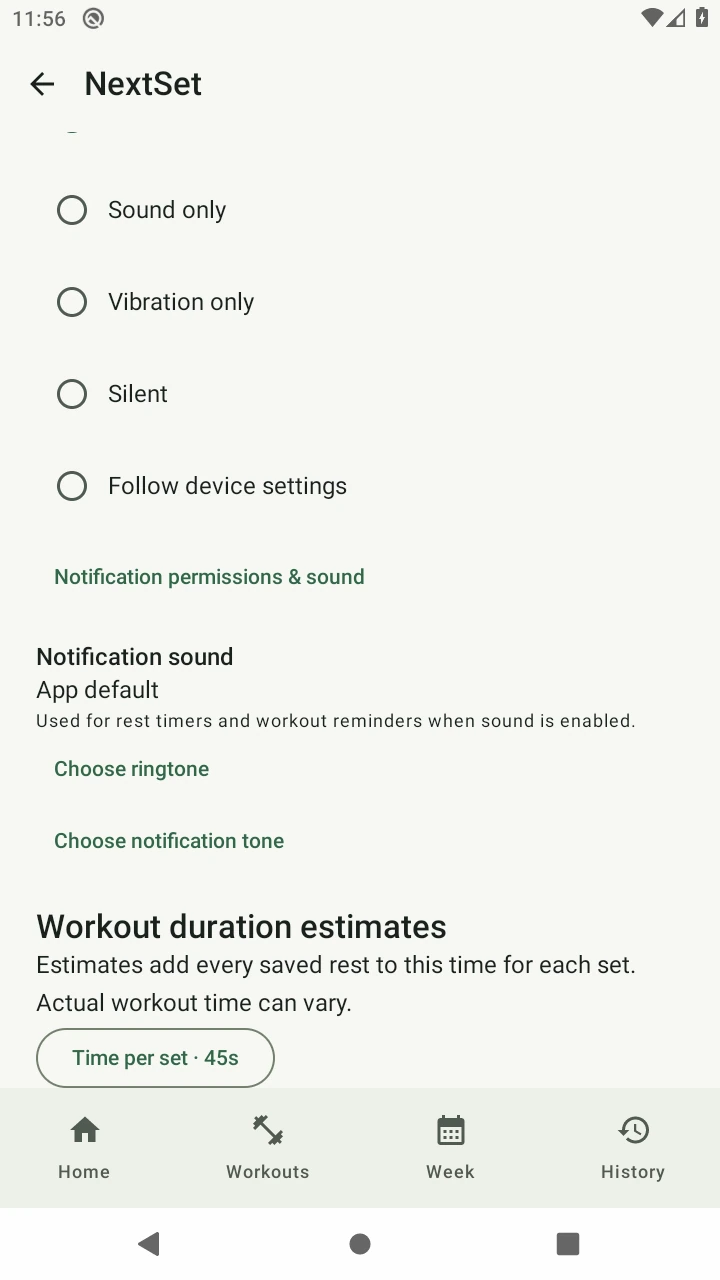 11:56
NextSet
Sound only
Vibration only
Silent
Follow device settings
Notification permissions & sound
Notification sound
App default
Used for rest timers and workout reminders when sound is enabled.
Choose ringtone
Choose notification tone
Workout duration estimates
Estimates add every saved rest to this time for each set.
Actual workout time can vary.
Time per set · 45s
Home
Workouts
Week
History